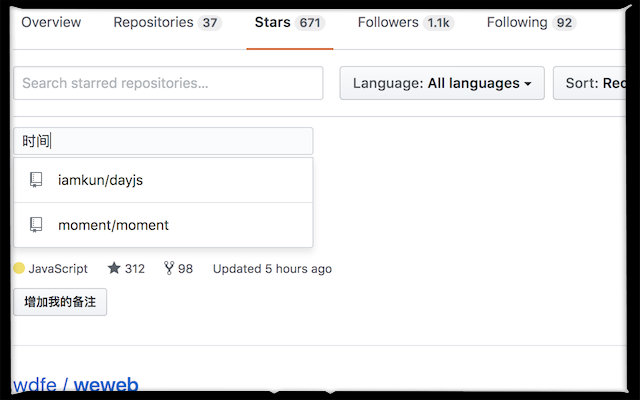 Overview Repositories 37 Stars 671 Followers 1.1k Following 92
Search starred repositories... Language: All languages Sort: Rec
时间
iamkun/dayjs
moment/moment
JavaScript 312 98 Updated 5 hours ago
增加我的备注
wdfe / weweb